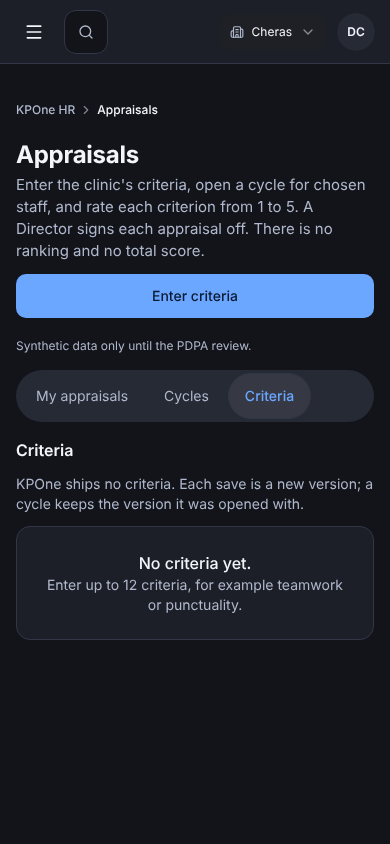 Cheras
DC
KPOne HR > Appraisals
Appraisals
Enter the clinic's criteria, open a cycle for chosen
staff, and rate each criterion from 1 to 5. A
Director signs each appraisal off. There is no
ranking and no total score.
Enter criteria
Synthetic data only until the PDPA review.
My appraisals Cycles Criteria
Criteria
KPOne ships no criteria. Each save is a new version; a
cycle keeps the version it was opened with.
No criteria yet.
Enter up to 12 criteria, for example teamwork
or punctuality.